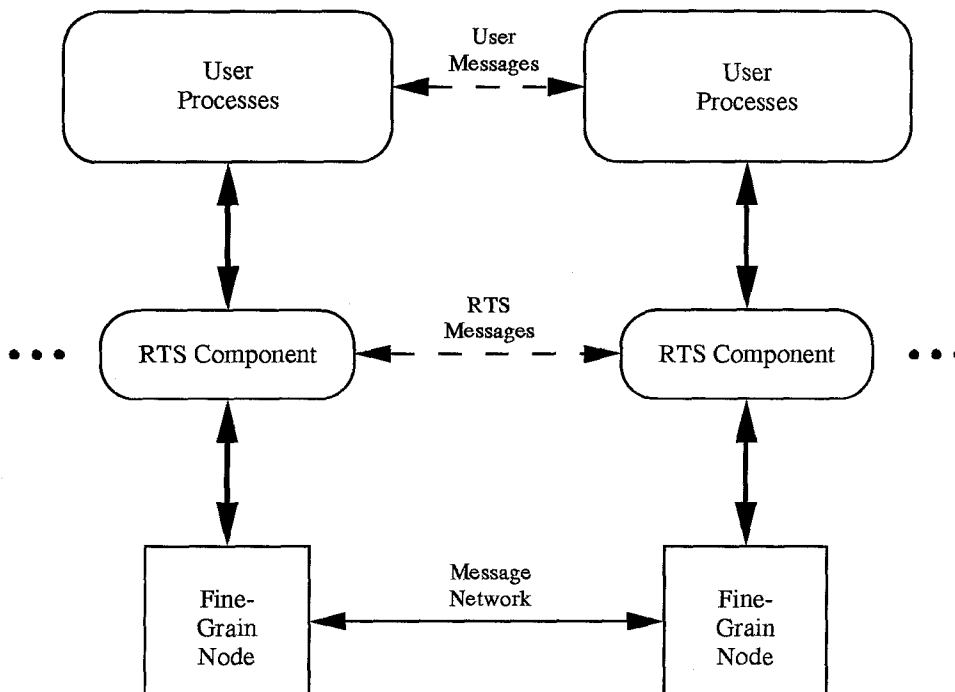 User
Processes
User
Messages
User
Processes
RTS Component
RTS
Messages
RTS Component
Fine-
Grain
Node
Message
Network
Fine-
Grain
Node